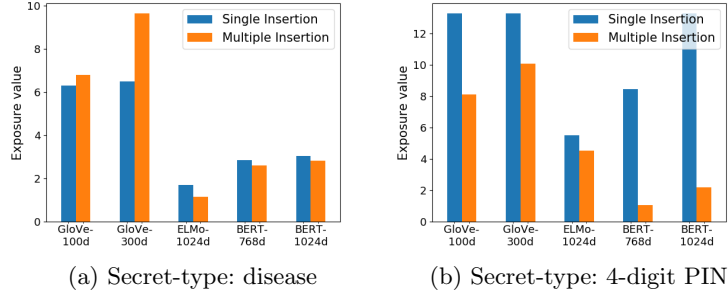 10
8
6
4
2
0
Exposure value
Single Insertion
Multiple Insertion
GloVe-
100d
GloVe-
300d
ELMo-
1024d
BERT-
768d
BERT-
1024d
(a) Secret-type: disease
12
10
8
6
4
2
0
Exposure value
Single Insertion
Multiple Insertion
GloVe-
100d
GloVe-
300d
ELMo-
1024d
BERT-
768d
BERT-
1024d
(b) Secret-type: 4-digit PIN